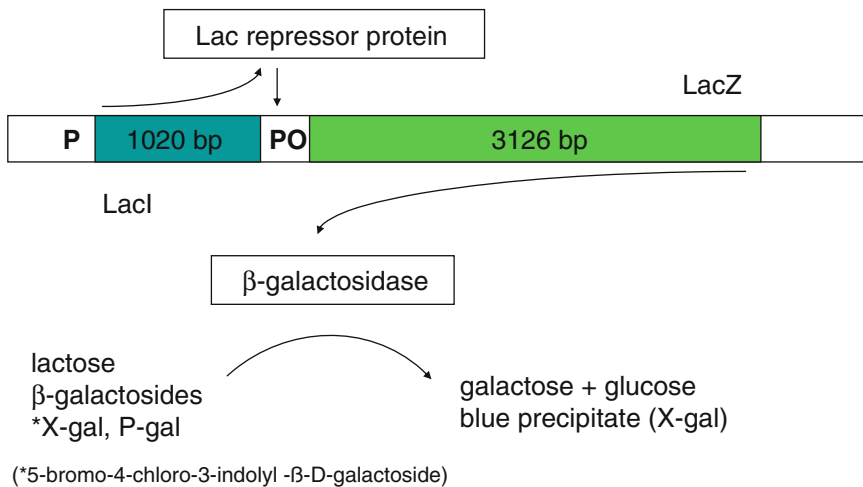 Lac repressor protein
LacZ
P
1020 bp
PO
3126 bp
LacI
β-galactosidase
lactose
β-galactosides
*X-gal, P-gal
galactose + glucose
blue precipitate (X-gal)
(*5-bromo-4-chloro-3-indolyl -ß-D-galactoside)